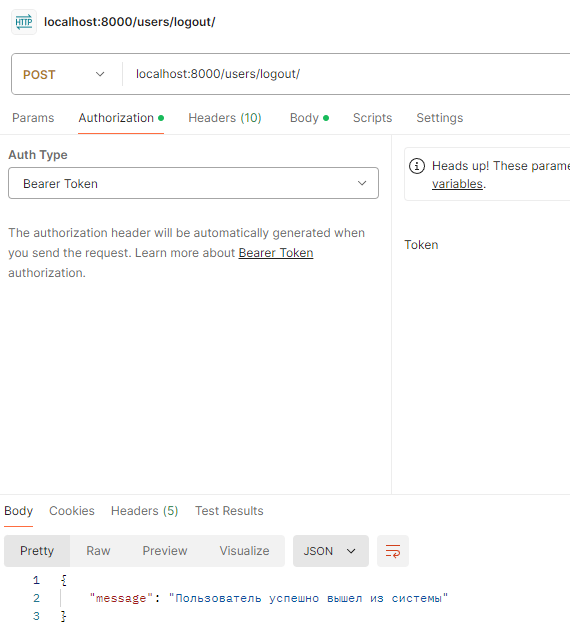 HTTP localhost:8000/users/logout/
POST localhost:8000/users/logout/
Params Authorization Headers (10) Body Scripts Settings
Auth Type
Bearer Token
The authorization header will be automatically generated when
you send the request. Learn more about Bearer Token
authorization.
Heads up! These parame
variables.
Token
Body Cookies Headers (5) Test Results
Pretty Raw Preview Visualize JSON
1 {
2 "message": "Пользователь успешно вышел из системы"
3 }